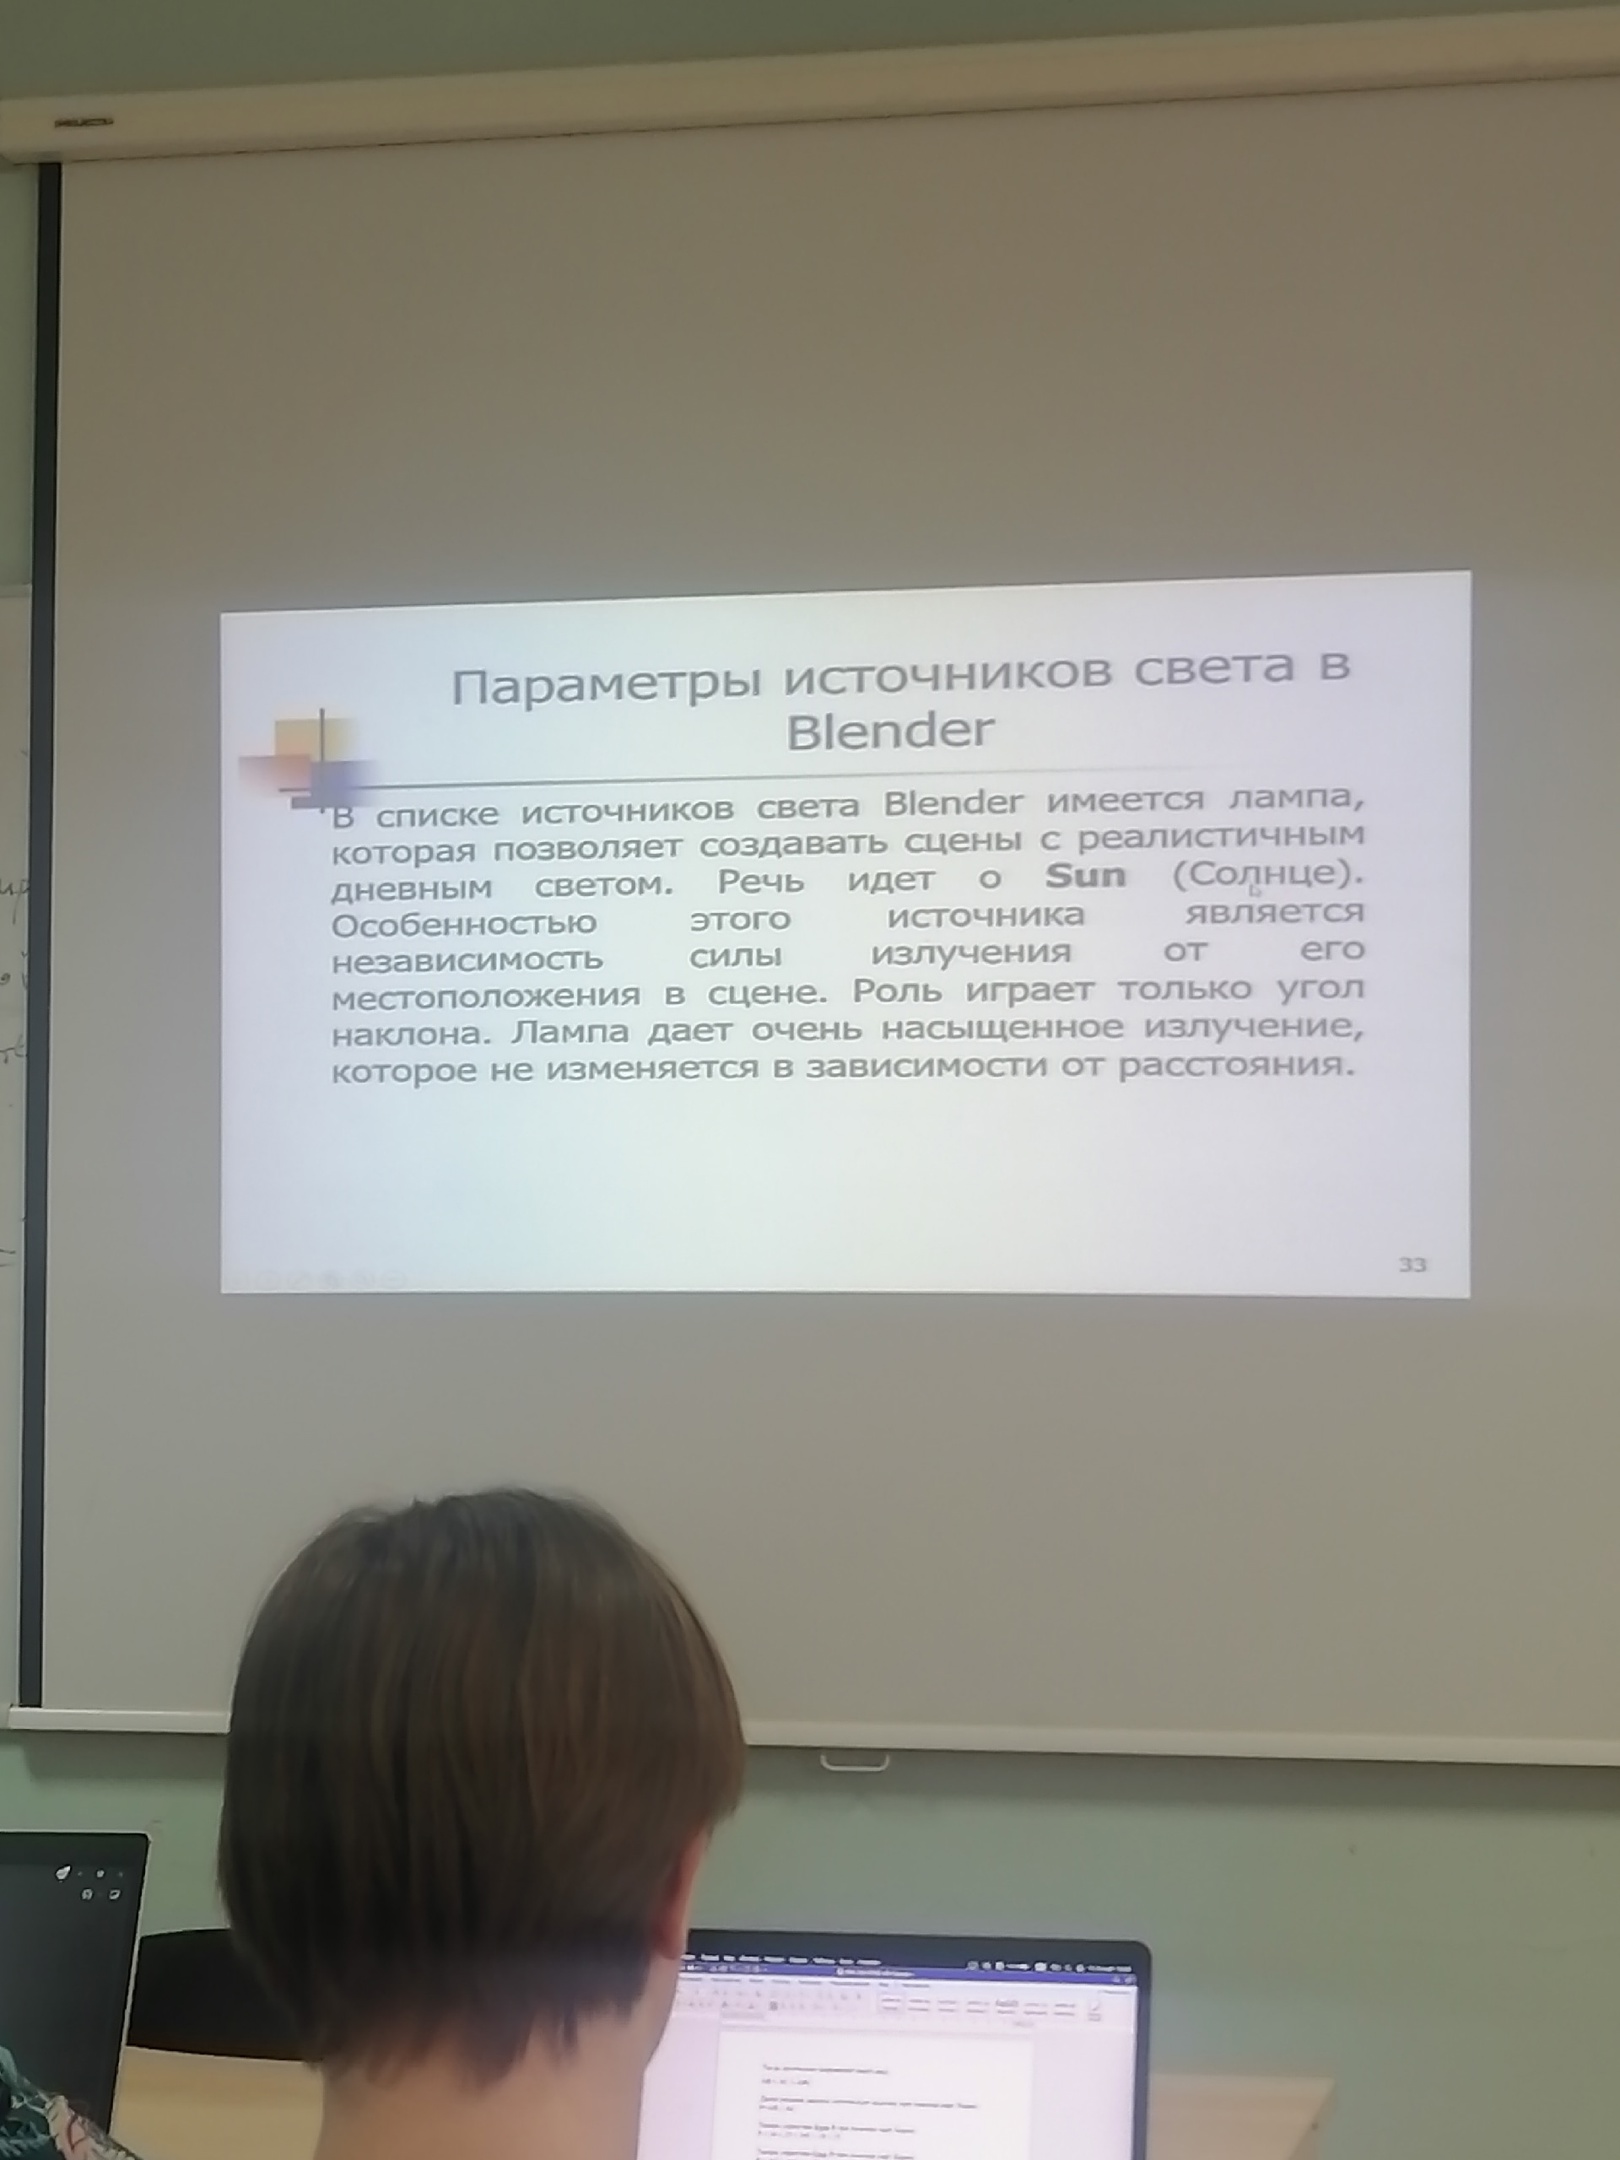 Параметры источников света в
Blender
В списке источников света Blender имеется лампа,
которая позволяет создавать сцены с реалистичным
дневным светом. Речь идет о Sun (Солнце).
Особенностью этого источника является
независимость силы излучения от его
местоположения в сцене. Роль играет только угол
наклона. Лампа дает очень насыщенное излучение,
которое не изменяется в зависимости от расстояния.
33